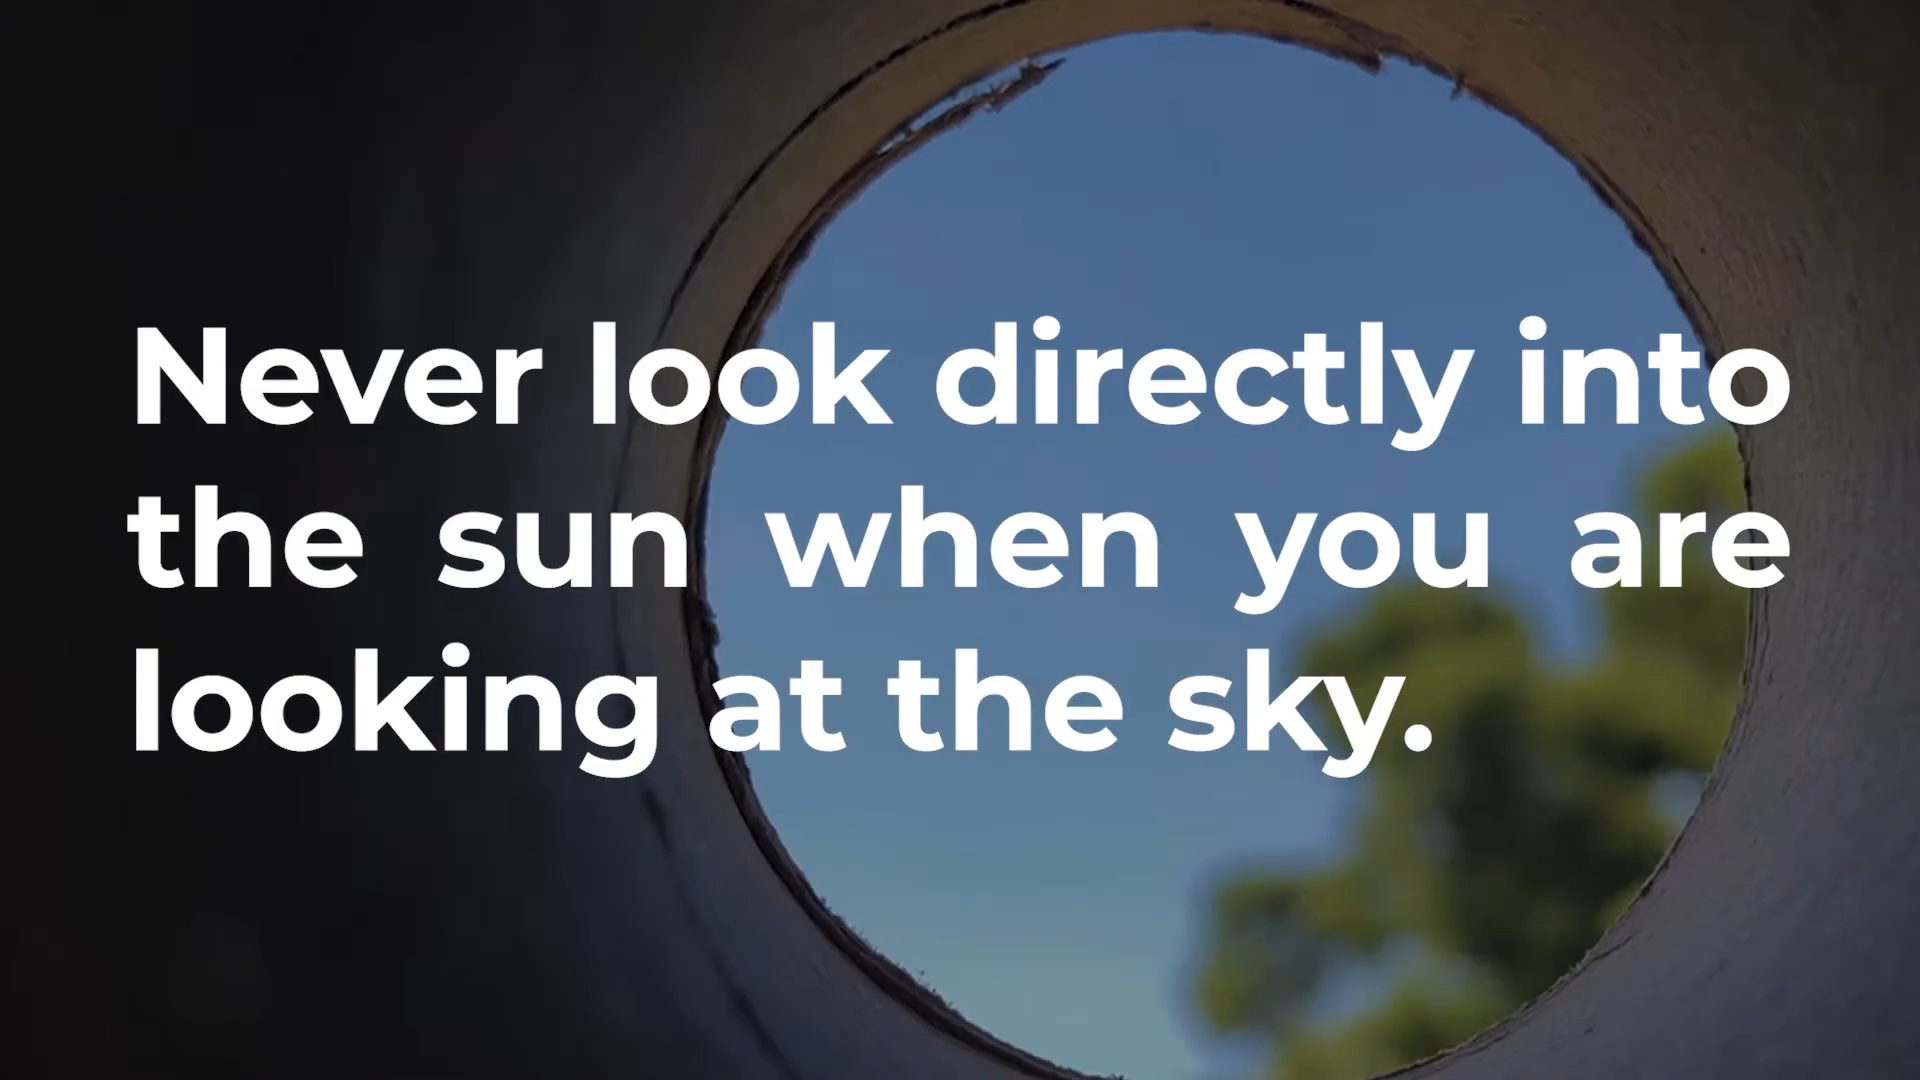 Never look directly into
the sun when you are
looking at the sky.